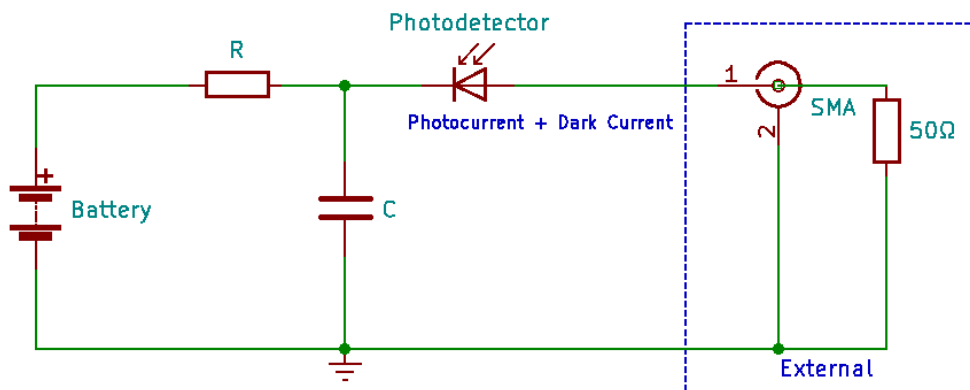 Photodetector
R
1
SMA
Photocurrent + Dark Current
50Ω
2
+
Battery
C
External